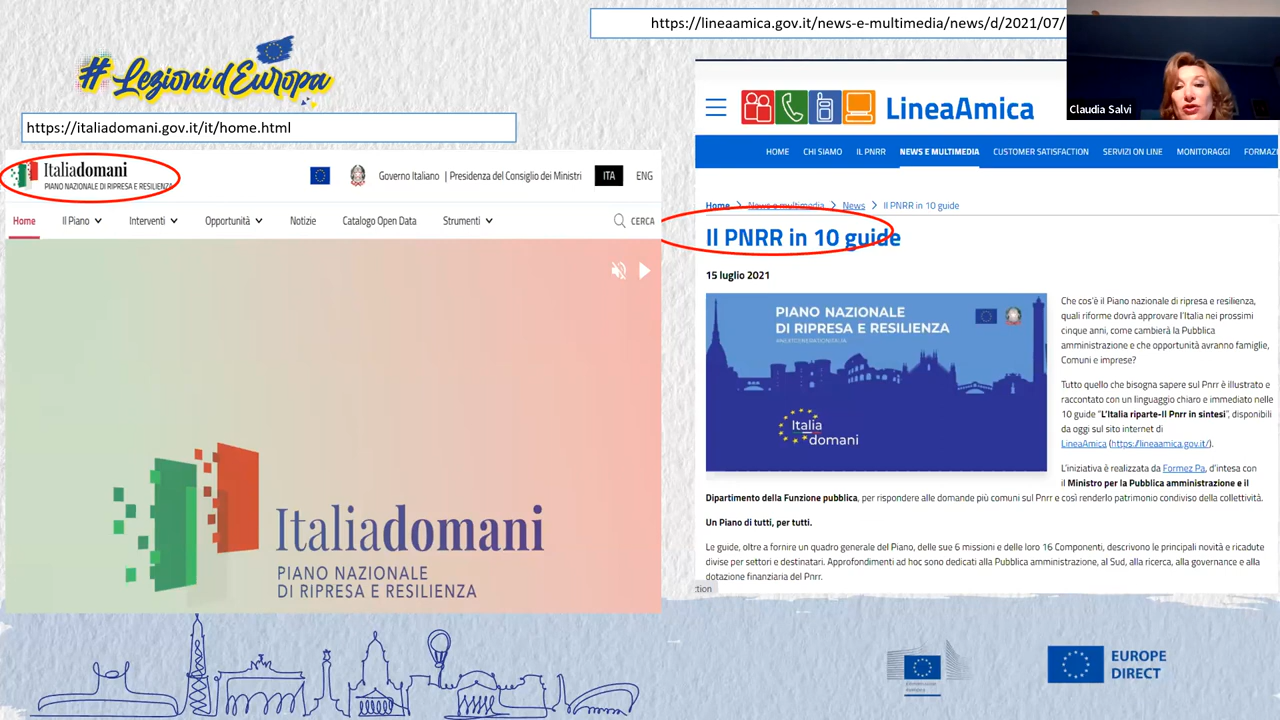 https://lineaamica.gov.it/news-e-multimedia/news/d/2021/07/
#Lezioni d'Europa
Claudia Salvi
https://italiadomani.gov.it/it/home.html
Italiadomani
PIANO NAZIONALE DI RIPRESA E RESILIENZA
Governo Italiano | Presidenza del Consiglio dei Ministri
ITA
ENG
Home
Il Piano
Interventi
Opportunità
Notizie
Catalogo Open Data
Strumenti
CERCA
Italiadomani
PIANO NAZIONALE
DI RIPRESA E RESILIENZA
LineaAmica
HOME CHI SIAMO IL PNRR NEWS E MULTIMEDIA CUSTOMER SATISFACTION SERVIZI ON LINE MONITORAGGI FORMAZ
Home > News e multimedia > News > Il PNRR in 10 guide
Il PNRR in 10 guide
15 luglio 2021
PIANO NAZIONALE
DI RIPRESA E RESILIENZA
#NEXTGENERATIONITALIA
Italia
domani
Che cos'è il Piano nazionale di ripresa e resilienza,
quali riforme dovrà approvare l'Italia nei prossimi
cinque anni, come cambierà la Pubblica
amministrazione e che opportunità avranno famiglie,
Comuni e imprese?
Tutto quello che bisogna sapere sul Pnrr è illustrato e
raccontato con un linguaggio chiaro e immediato nelle
10 guide "L'Italia riparte-Il Pnrr in sintesi", disponibili
da oggi sul sito internet di
LineaAmica (https://lineaamica.gov.it/).
L'iniziativa è realizzata da Formez Pa, d'intesa con
il Ministro per la Pubblica amministrazione e il
Dipartimento della Funzione pubblica, per rispondere alle domande più comuni sul Pnrr e così renderlo patrimonio condiviso della collettività.
Un Piano di tutti, per tutti.
Le guide, oltre a fornire un quadro generale del Piano, delle sue 6 missioni e delle loro 16 Componenti, descrivono le principali novità e ricadute
divise per settori e destinatari. Approfondimenti ad hoc sono dedicati alla Pubblica amministrazione, al Sud, alla ricerca, alla governance e alla
dotazione finanziaria del Pnrr.
ction
EUROPE
DIRECT